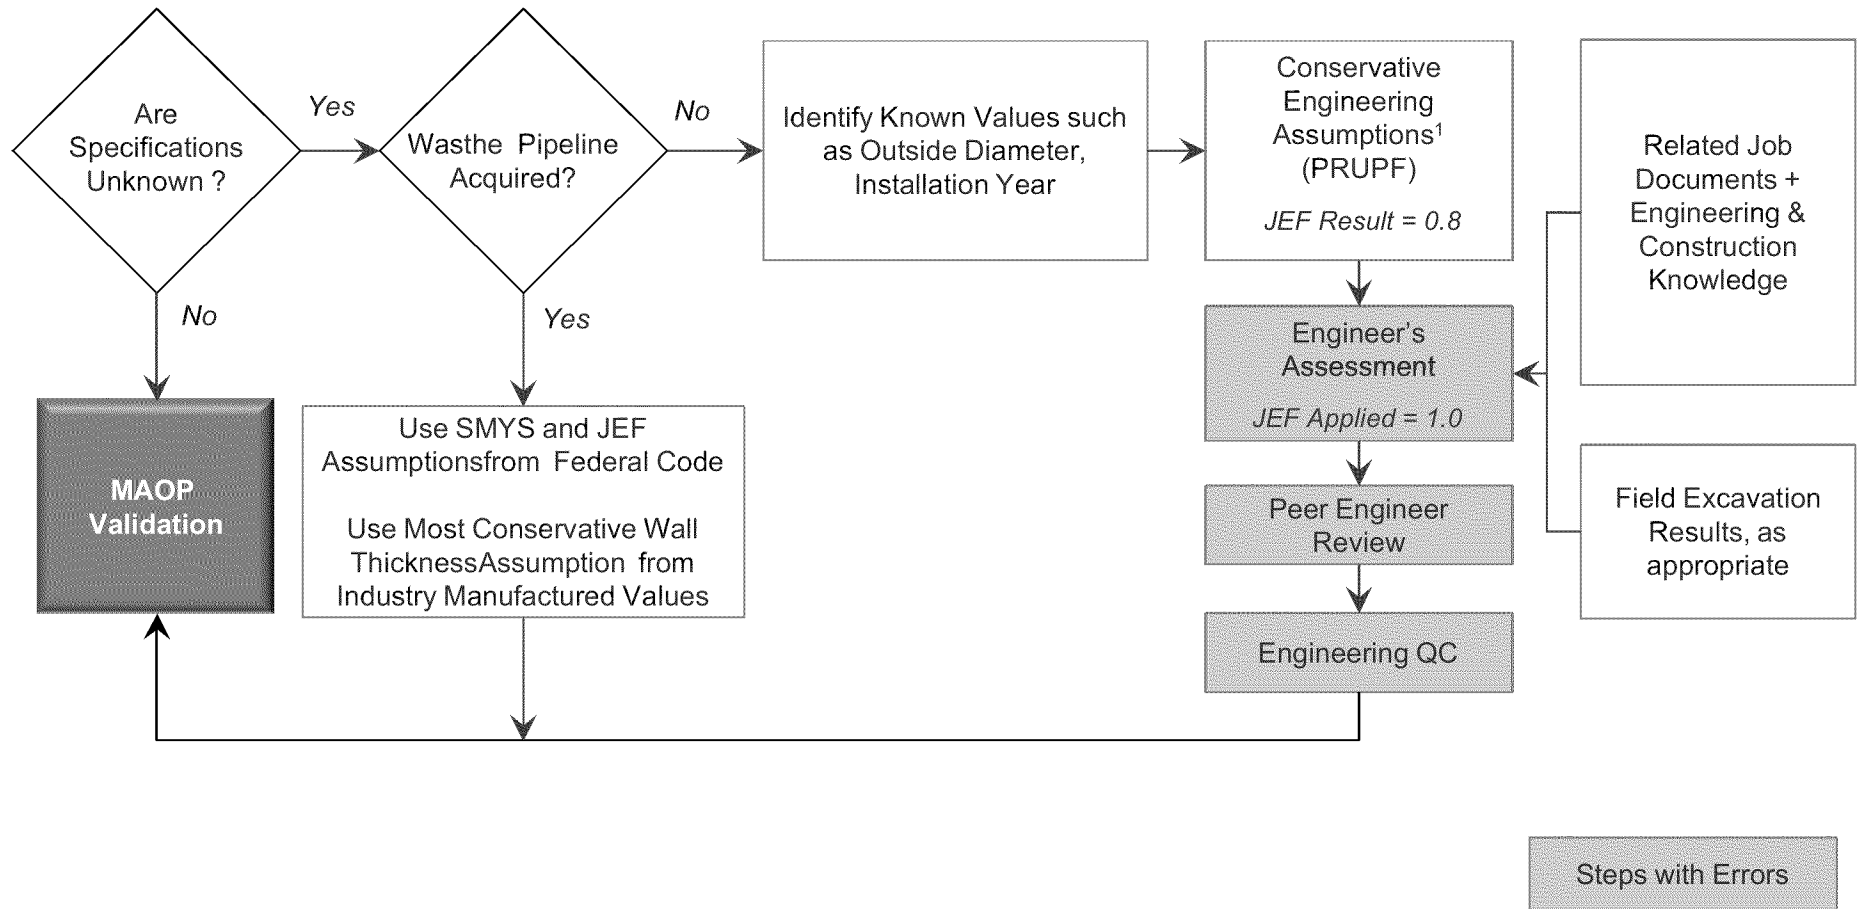 Are
Specifications
Unknown ?
Yes
No
Wasthe Pipeline
Acquired?
No
Yes
Identify Known Values such
as Outside Diameter,
Installation Year
Conservative
Engineering
Assumptions¹
(PRUPF)
JEF Result = 0.8
Related Job
Documents +
Engineering &
Construction
Knowledge
Engineer's
Assessment
JEF Applied = 1.0
MAOP
Validation
Use SMYS and JEF
Assumptionsfrom Federal Code
Use Most Conservative Wall
ThicknessAssumption from
Industry Manufactured Values
Peer Engineer
Review
Field Excavation
Results, as
appropriate
Engineering QC
Steps with Errors